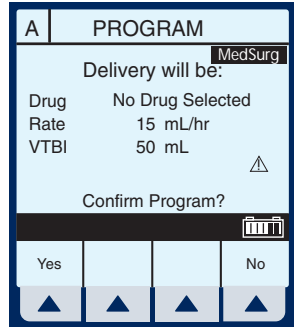 A PROGRAM
MedSurg
Delivery will be:
Drug No Drug Selected
Rate 15 mL/hr
VTBI 50 mL
Confirm Program?
Yes No